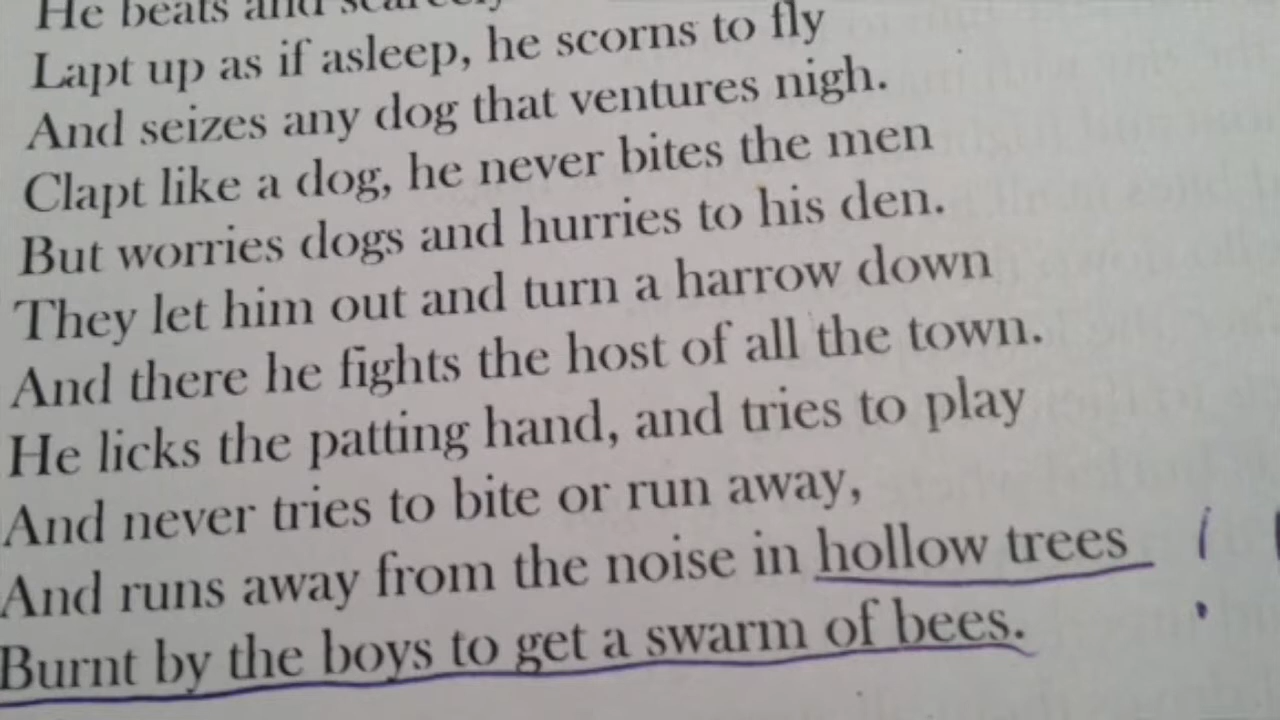 He beats and scarcely
Lapt up as if asleep, he scorns to fly
And seizes any dog that ventures nigh.
Clapt like a dog, he never bites the men
But worries dogs and hurries to his den.
They let him out and turn a harrow down
And there he fights the host of all the town.
He licks the patting hand, and tries to play
And never tries to bite or run away,
And runs away from the noise in hollow trees !
Burnt by the boys to get a swarm of bees.